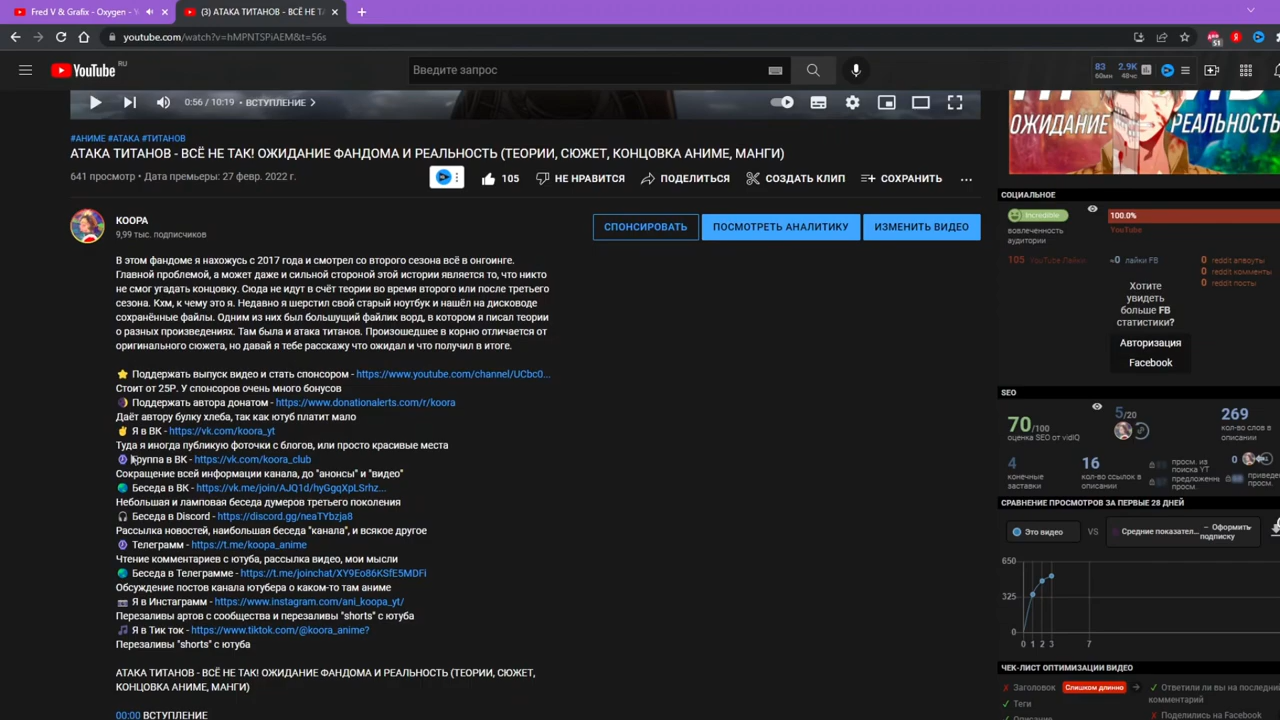 Fred V & Grafix - Oxygen - Y
(3) АТАКА ТИТАНОВ - ВСЁ НЕ ТА
youtube.com/watch?v=hMPNTSPiAEM&t=56s
51
YouTube RU
Введите запрос
83 60мн 2.9K 48чс
0:56 / 10:19 • ВСТУПЛЕНИЕ
#АНИМЕ #АТАКА #ТИТАНОВ
АТАКА ТИТАНОВ - ВСЁ НЕ ТАК! ОЖИДАНИЕ ФАНДОМА И РЕАЛЬНОСТЬ (ТЕОРИИ, СЮЖЕТ, КОНЦОВКА АНИМЕ, МАНГИ)
641 просмотр • Дата премьеры: 27 февр. 2022 г.
105 НЕ НРАВИТСЯ ПОДЕЛИТЬСЯ СОЗДАТЬ КЛИП СОХРАНИТЬ
КООРА
9,99 тыс. подписчиков
СПОНСИРОВАТЬ ПОСМОТРЕТЬ АНАЛИТИКУ ИЗМЕНИТЬ ВИДЕО
В этом фандоме я нахожусь с 2017 года и смотрел со второго сезона всё в онгоинге.
Главной проблемой, а может даже и сильной стороной этой истории является то, что никто
не смог угадать концовку. Сюда не идут в счёт теории во время второго или после третьего
сезона. Кхм, к чему это я. Недавно я шерстил свой старый ноутбук и нашёл на дисководе
сохранённые файлы. Одним из них был большущий файлик ворд, в котором я писал теории
о разных произведениях. Там была и атака титанов. Произошедшее в корню отличается от
оригинального сюжета, но давай я тебе расскажу что ожидал и что получил в итоге.
Поддержать выпуск видео и стать спонсором - https://www.youtube.com/channel/UCbc0...
Стоит от 25Р. У спонсоров очень много бонусов
Поддержать автора донатом - https://www.donationalerts.com/r/koora
Даёт автору булку хлеба, так как ютуб платит мало
Я в ВК - https://vk.com/koora_yt
Туда я иногда публикую фоточки с блогов, или просто красивые места
Группа в ВК - https://vk.com/koora_club
Сокращение всей информации канала, до "анонсы" и "видео"
Беседа в ВК - https://vk.me/join/AJQ1d/hyGgqXpLSrhz...
Небольшая и ламповая беседа думеров третьего поколения
Беседа в Discord - https://discord.gg/neaTYbzja8
Рассылка новостей, наибольшая беседа "канала", и всякое другое
Телеграмм - https://t.me/koopa_anime
Чтение комментариев с ютуба, рассылка видео, мои мысли
Беседа в Телеграмме - https://t.me/joinchat/XY9Eo86KSfE5MDFi
Обсуждение постов канала ютубера о каком-то там аниме
Я в Инстаграмм - https://www.instagram.com/ani_koopa_yt/
Перезаливы артов с сообщества и перезаливы "shorts" с ютуба
Я в Тик ток - https://www.tiktok.com/@koora_anime?
Перезаливы "shorts" с ютуба
АТАКА ТИТАНОВ - ВСЁ НЕ ТАК! ОЖИДАНИЕ ФАНДОМА И РЕАЛЬНОСТЬ (ТЕОРИИ, СЮЖЕТ,
КОНЦОВКА АНИМЕ, МАНГИ)
00:00 ВСТУПЛЕНИЕ
ОЖИДАНИЕ РЕАЛЬНОСТЬ
СОЦИАЛЬНОЕ
Incredible 100.0%
вовлеченность YouTube
аудитории
105 YouTube Лайки ≈0 лайки FB 0 reddit апвоуты
0 reddit комменты
0 reddit посты
Хотите
увидеть
больше FB
статистики?
Авторизация
Facebook
SEO
70/100 5/20 269
оценка SEO от vidIQ кол-во слов в
описании
4 16
конечные
заставки
кол-во ссылок в
описании
просм. из
поиска YT
предложенн
просм.
0
приведе
просм.
СРАВНЕНИЕ ПРОСМОТРОВ ЗА ПЕРВЫЕ 28 ДНЕЙ
Это видео VS Средние показател... – Оформить
подписку
650
325
0
0 1 2 3 7
ЧЕК-ЛИСТ ОПТИМИЗАЦИИ ВИДЕО
Заголовок Слишком длинно
Теги
Описание
Ответили ли вы на последний
комментарий
Поделились на Facebook